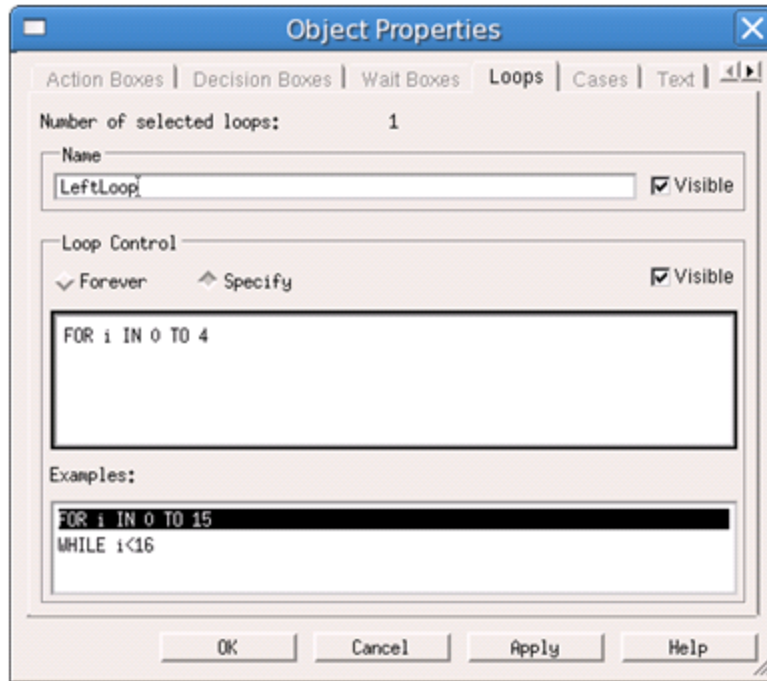 Object Properties
Action Boxes Decision Boxes Wait Boxes Loops Cases Text
Number of selected loops: 1
Name
LeftLoop Visible
Loop Control
Forever Specify Visible
FOR i IN 0 TO 4
Examples:
FOR i IN 0 TO 15
WHILE i<16
OK Cancel Apply Help